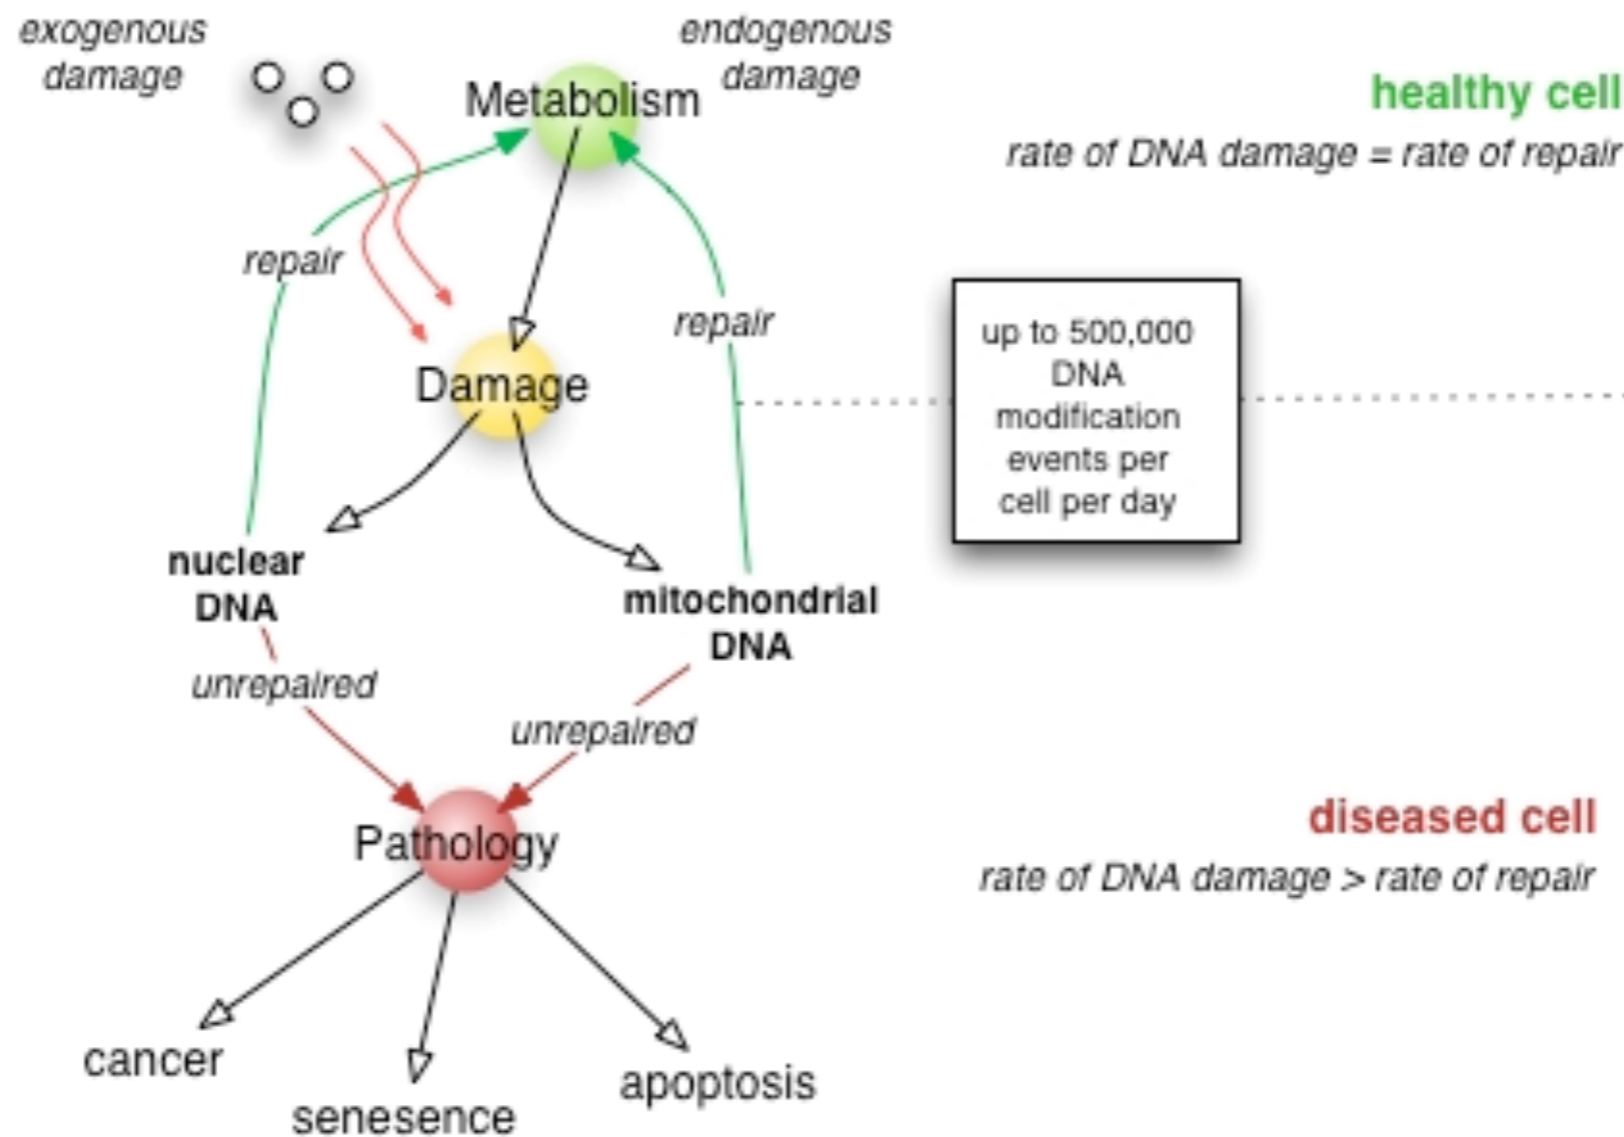 exogenous
damage
endogenous
damage
Metabolism
healthy cell
rate of DNA damage = rate of repair
repair
repair
up to 500,000
DNA
modification
events per
cell per day
Damage
nuclear
DNA
mitochondrial
DNA
unrepaired
unrepaired
diseased cell
rate of DNA damage > rate of repair
Pathology
cancer
senesence
apoptosis